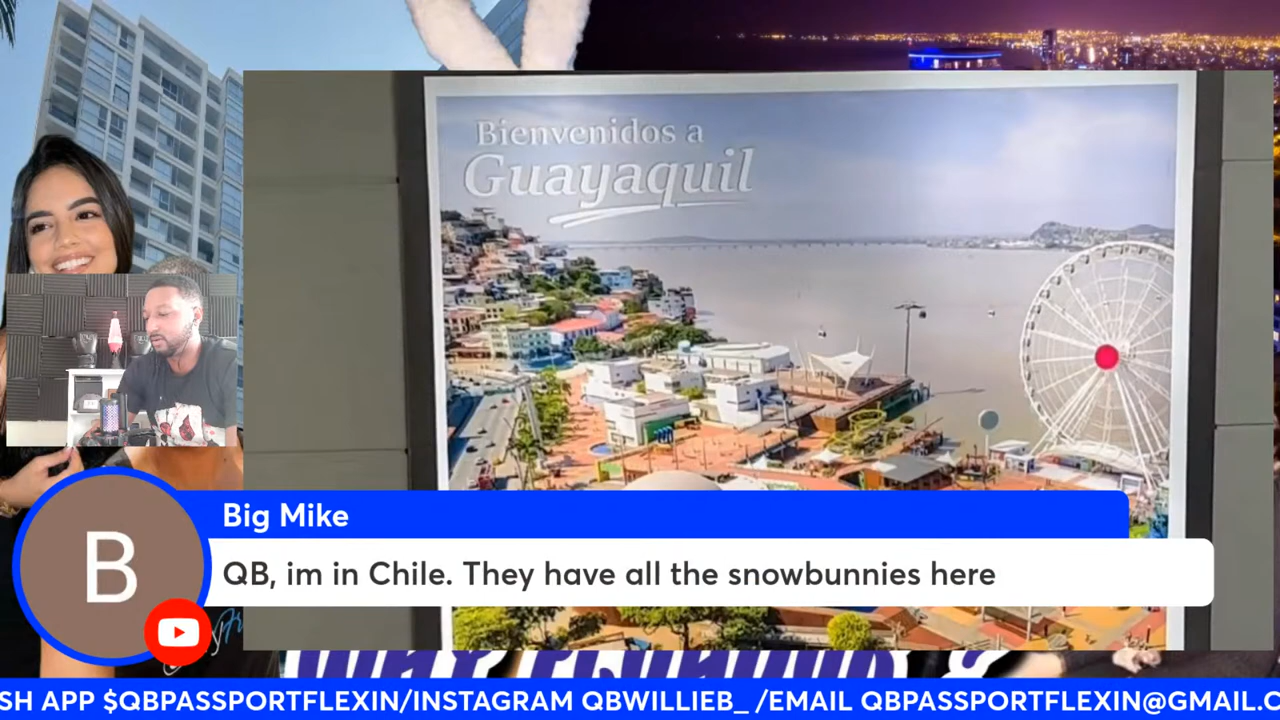 Bienvenidos a
Guayaquil
B
Big Mike
QB, im in Chile. They have all the snowbunnies here
SH APP $QBPASSPORTFLEXIN/INSTAGRAM QBWILLIEB_ /EMAIL QBPASSPORTFLEXIN@GMAIL.C